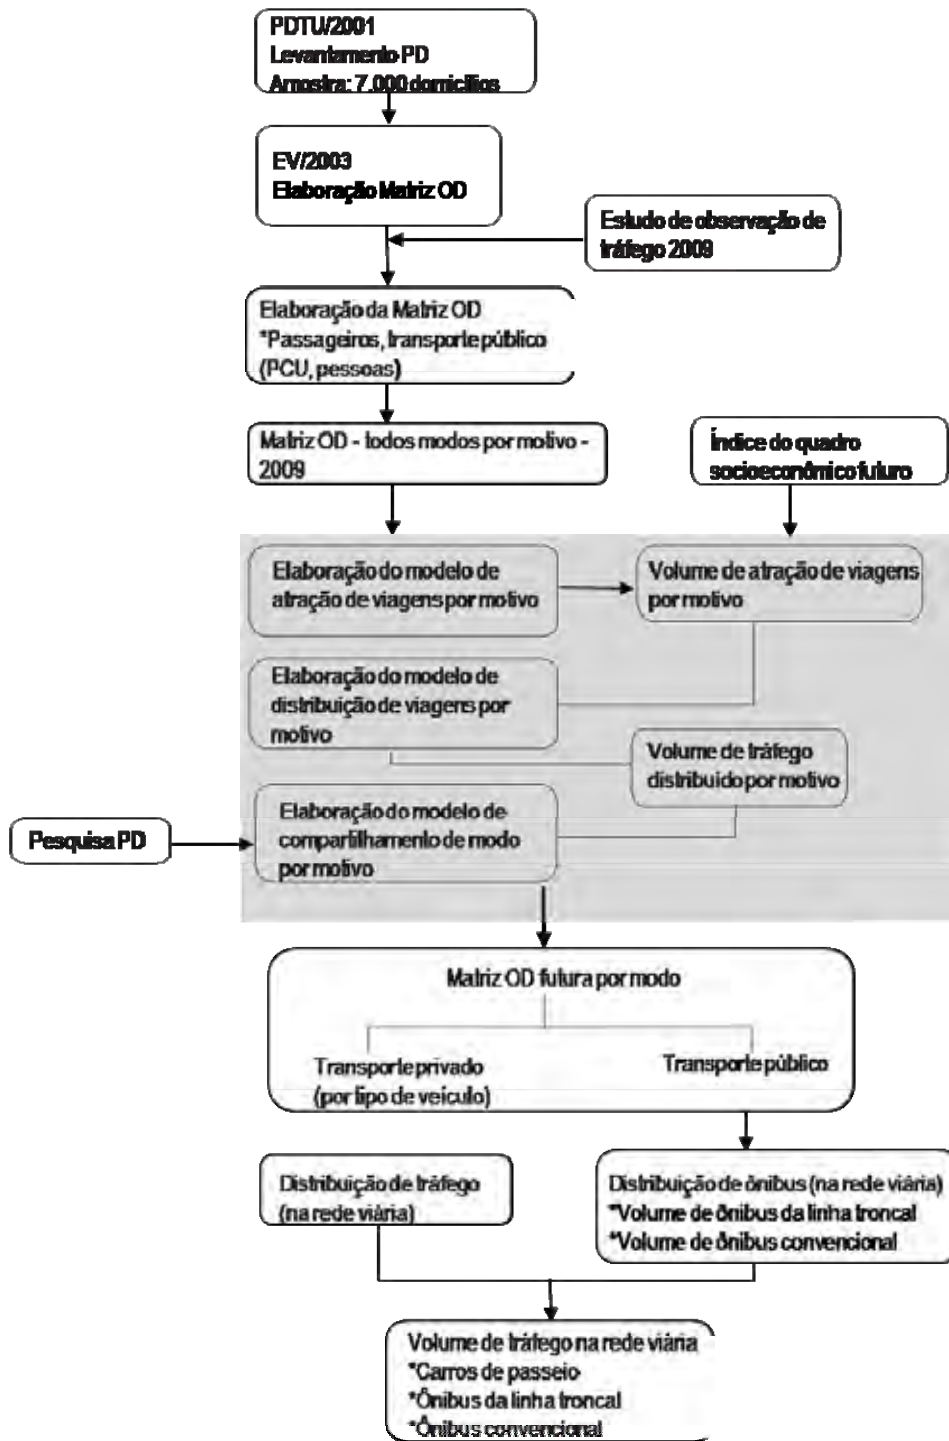 PDTU/2001
Levantamento PD
Amostra: 7.000 domicílios
EV/2003
Elaboração Matriz OD
Estudo de observação de
tráfego 2009
Elaboração da Matriz OD
*Passageiros, transporte público
(PCU, pessoas)
Matriz OD - todos modos por motivo -
2009
Índice do quadro
socioeconômico futuro
Elaboração do modelo de
atração de viagens por motivo
Volume de atração de viagens
por motivo
Elaboração do modelo de
distribuição de viagens por
motivo
Volume de tráfego
distribuido por motivo
Pesquisa PD
Elaboração do modelo de
compartilhamento de modo
por motivo
Matriz OD futura por modo
Transporte privado
(por tipo de veículo)
Transporte público
Distribuição de tráfego
(na rede viária)
Distribuição de ônibus (na rede viária)
*Volume de ônibus da linha troncal
*Volume de ônibus convencional
Volume de tráfego na rede viária
*Carros de passeio
*Ônibus da linha troncal
*Ônibus convencional